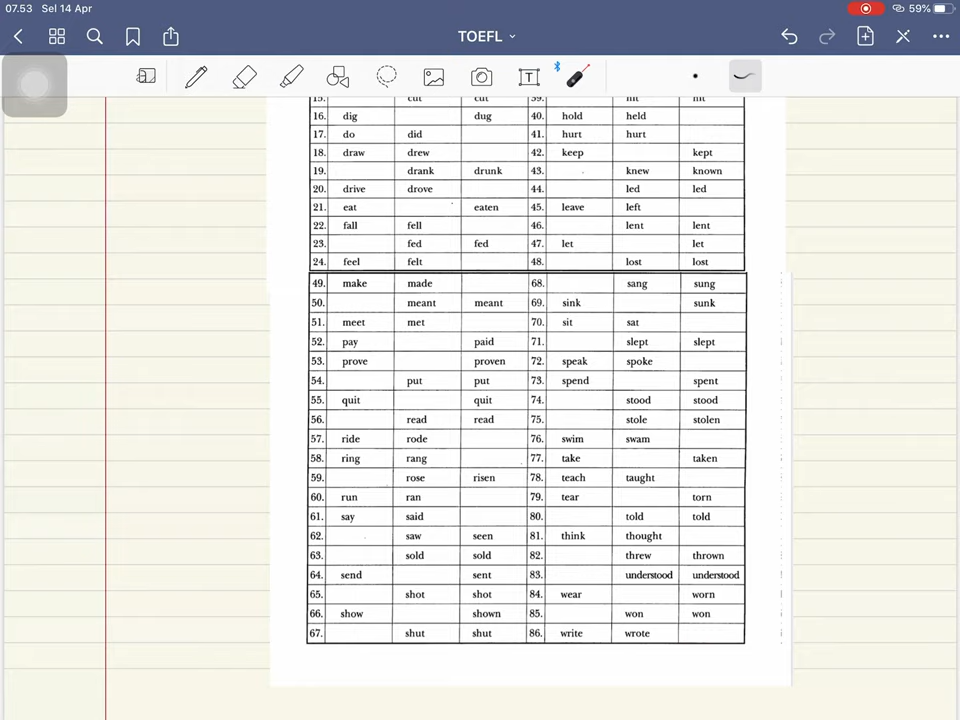 07.53 Sel 14 Apr 59%
TOEFL
T
15. cut cut 39. hit hit
16. dig dug 40. hold held
17. do did 41. hurt hurt
18. draw drew 42. keep kept
19. drank drunk 43. knew known
20. drive drove 44. led led
21. eat eaten 45. leave left
22. fall fell 46. lent lent
23. fed fed 47. let let
24. feel felt 48. lost lost
49. make made 68. sang sung
50. meant meant 69. sink sunk
51. meet met 70. sit sat
52. pay paid 71. slept slept
53. prove proven 72. speak spoke
54. put put 73. spend spent
55. quit quit 74. stood stood
56. read read 75. stole stolen
57. ride rode 76. swim swam
58. ring rang 77. take taken
59. rose risen 78. teach taught
60. run ran 79. tear torn
61. say said 80. told told
62. saw seen 81. think thought
63. sold sold 82. threw thrown
64. send sent 83. understood understood
65. shot shot 84. wear worn
66. show shown 85. won won
67. shut shut 86. write wrote